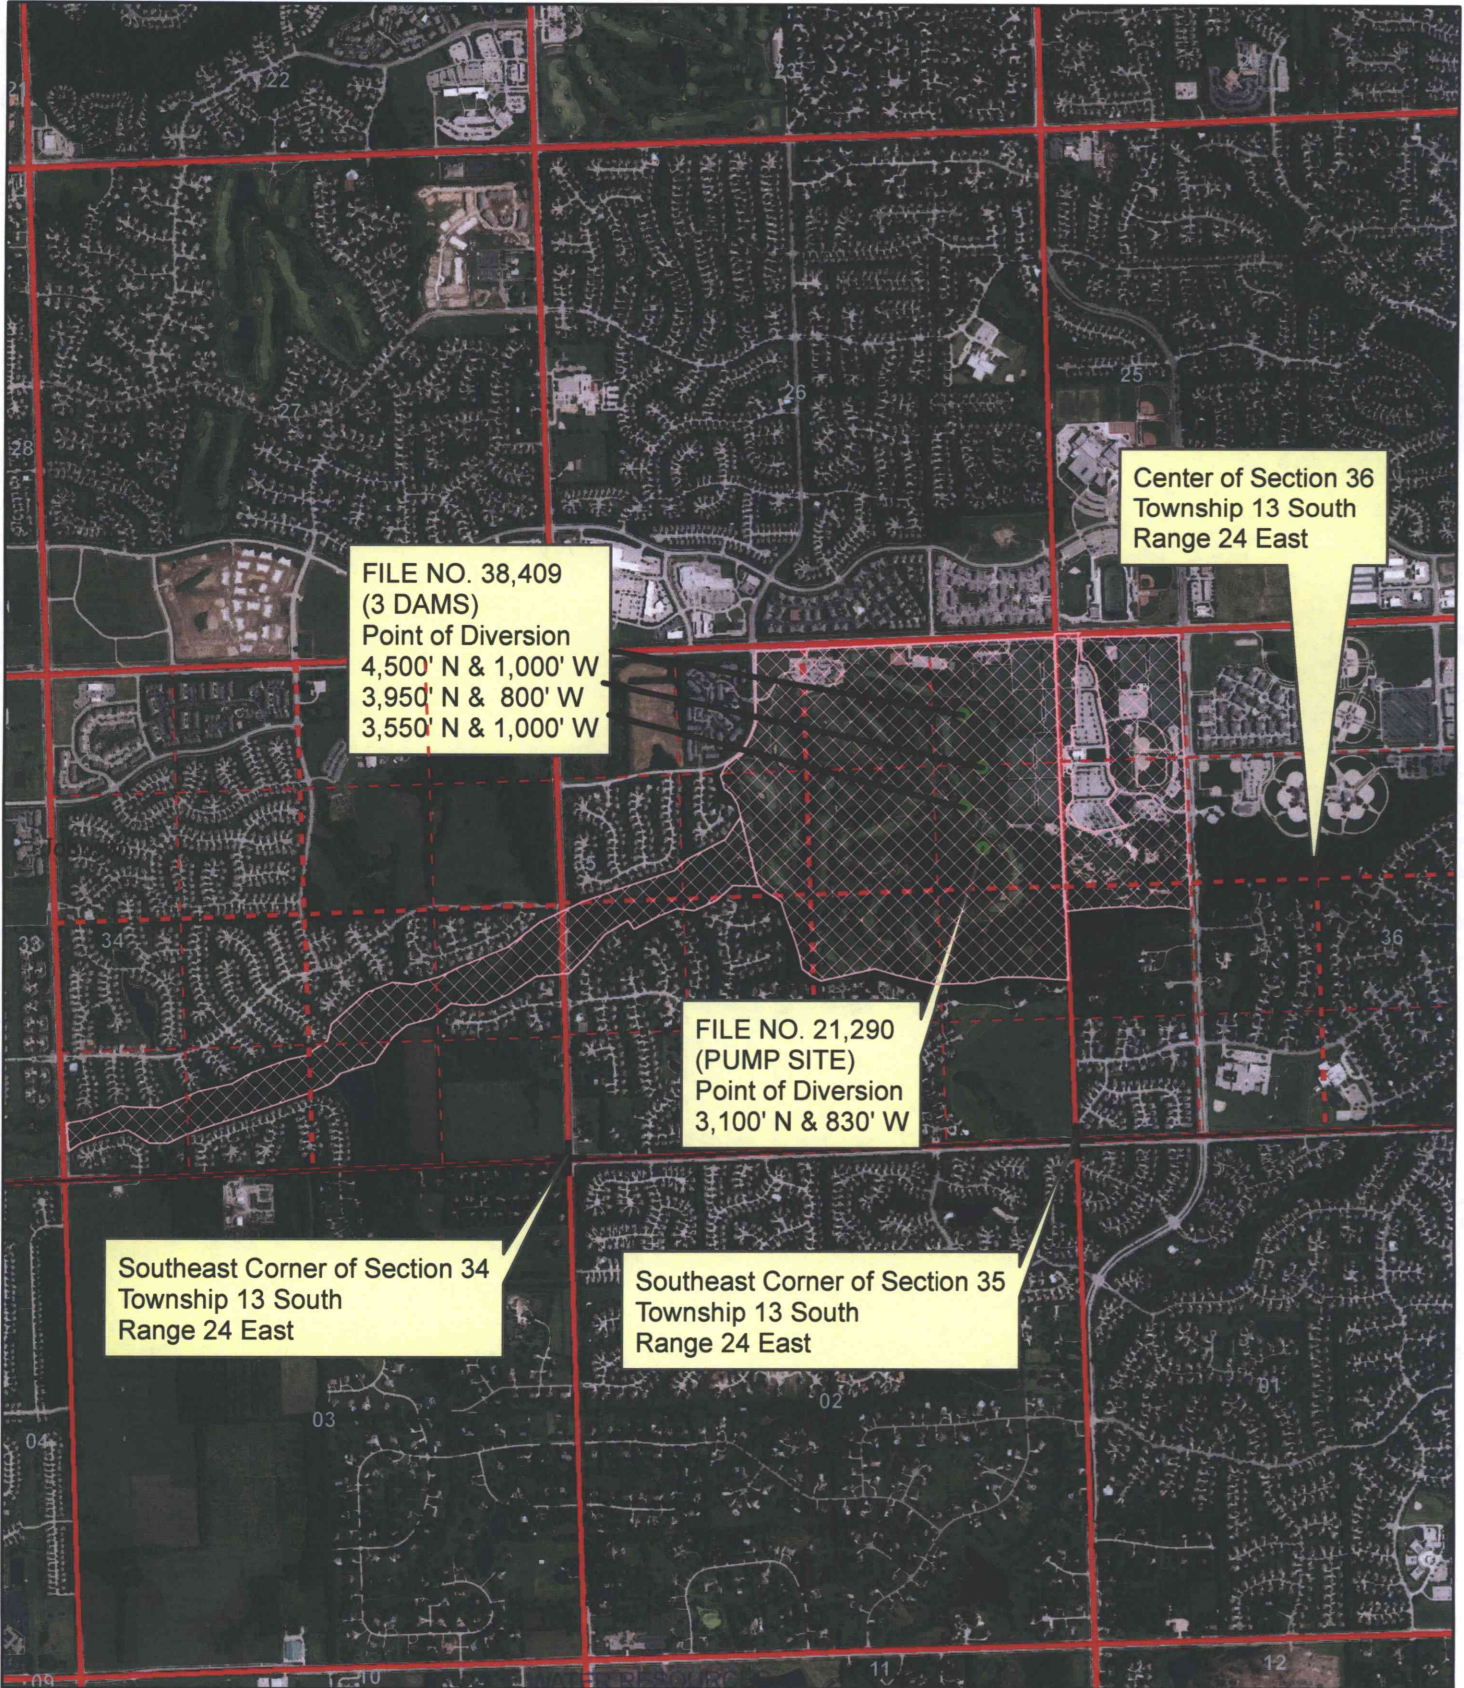 21
22
23
27
26
25
28
Center of Section 36
Township 13 South
Range 24 East
FILE NO. 38,409
(3 DAMS)
Point of Diversion
4,500' N & 1,000' W
3,950' N & 800' W
3,550' N & 1,000' W
33
34
36
FILE NO. 21,290
(PUMP SITE)
Point of Diversion
3,100' N & 830' W
Southeast Corner of Section 34
Township 13 South
Range 24 East
Southeast Corner of Section 35
Township 13 South
Range 24 East
04
03
02
01
09
10
11
12